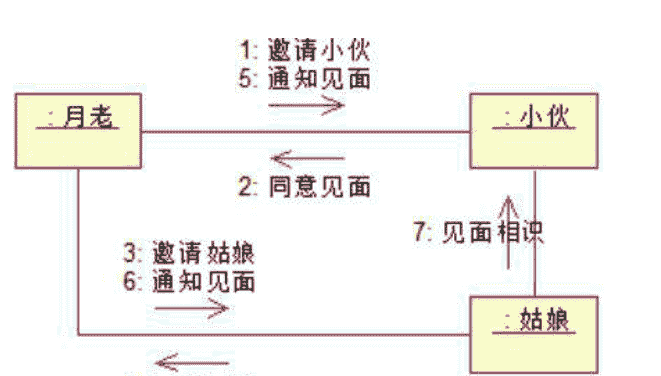 1: 邀请小伙
5: 通知见面
: 月老
: 小伙
2: 同意见面
7: 见面相识
3: 邀请姑娘
6: 通知见面
: 姑娘